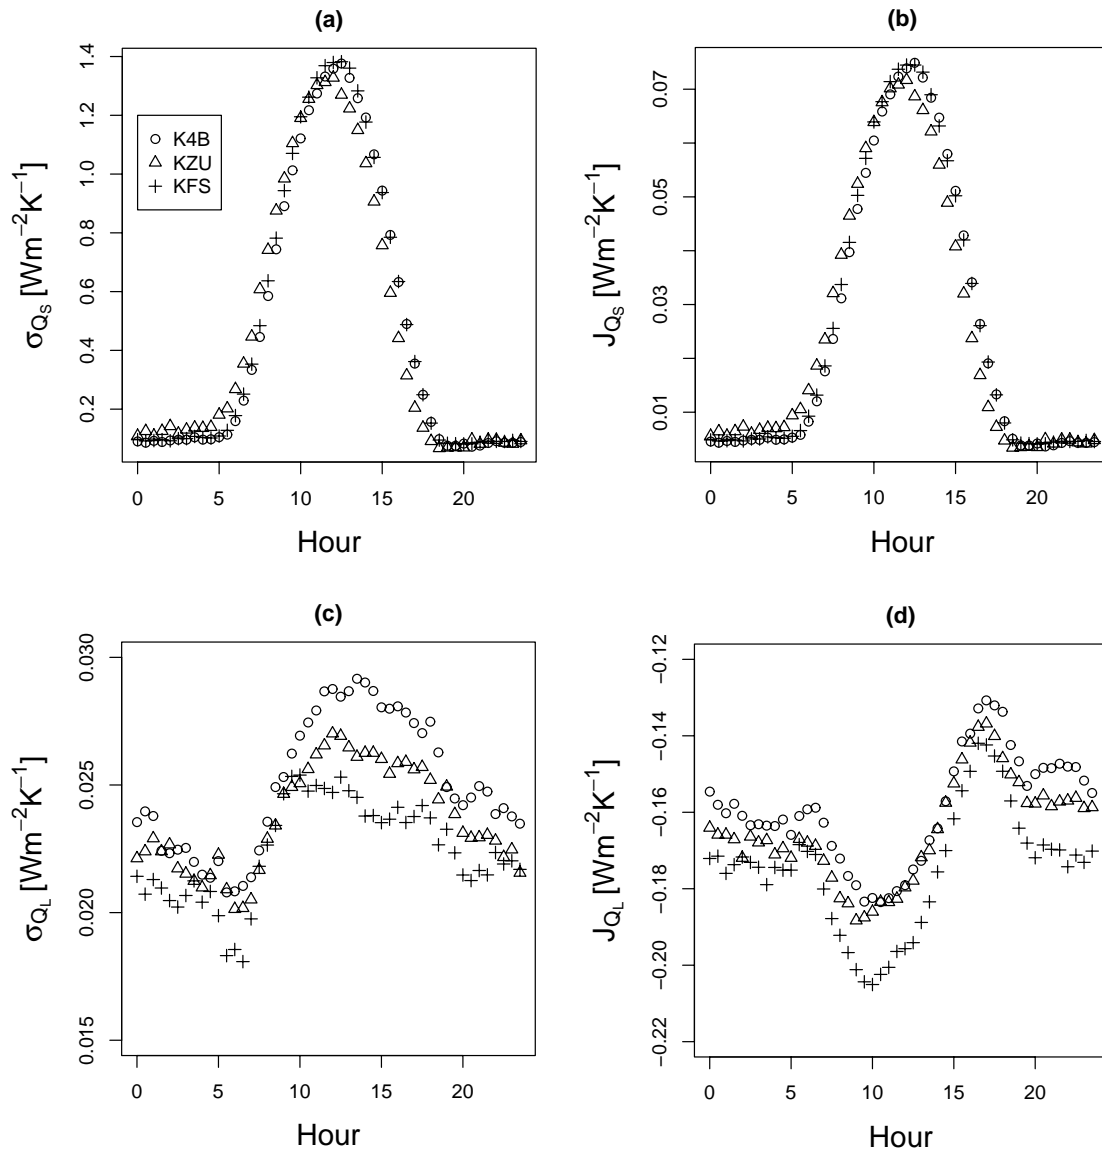 (a)
σQS [Wm−2K−1]
0.2 0.4 0.6 0.8 1.0 1.2 1.4
K4B
KZU
KFS
0 5 10 15 20
Hour
(b)
JQS [Wm−2K−1]
0.01 0.03 0.05 0.07
0 5 10 15 20
Hour
(c)
σQL [Wm−2K−1]
0.015 0.020 0.025 0.030
0 5 10 15 20
Hour
(d)
JQL [Wm−2K−1]
−0.22 −0.20 −0.18 −0.16 −0.14 −0.12
0 5 10 15 20
Hour